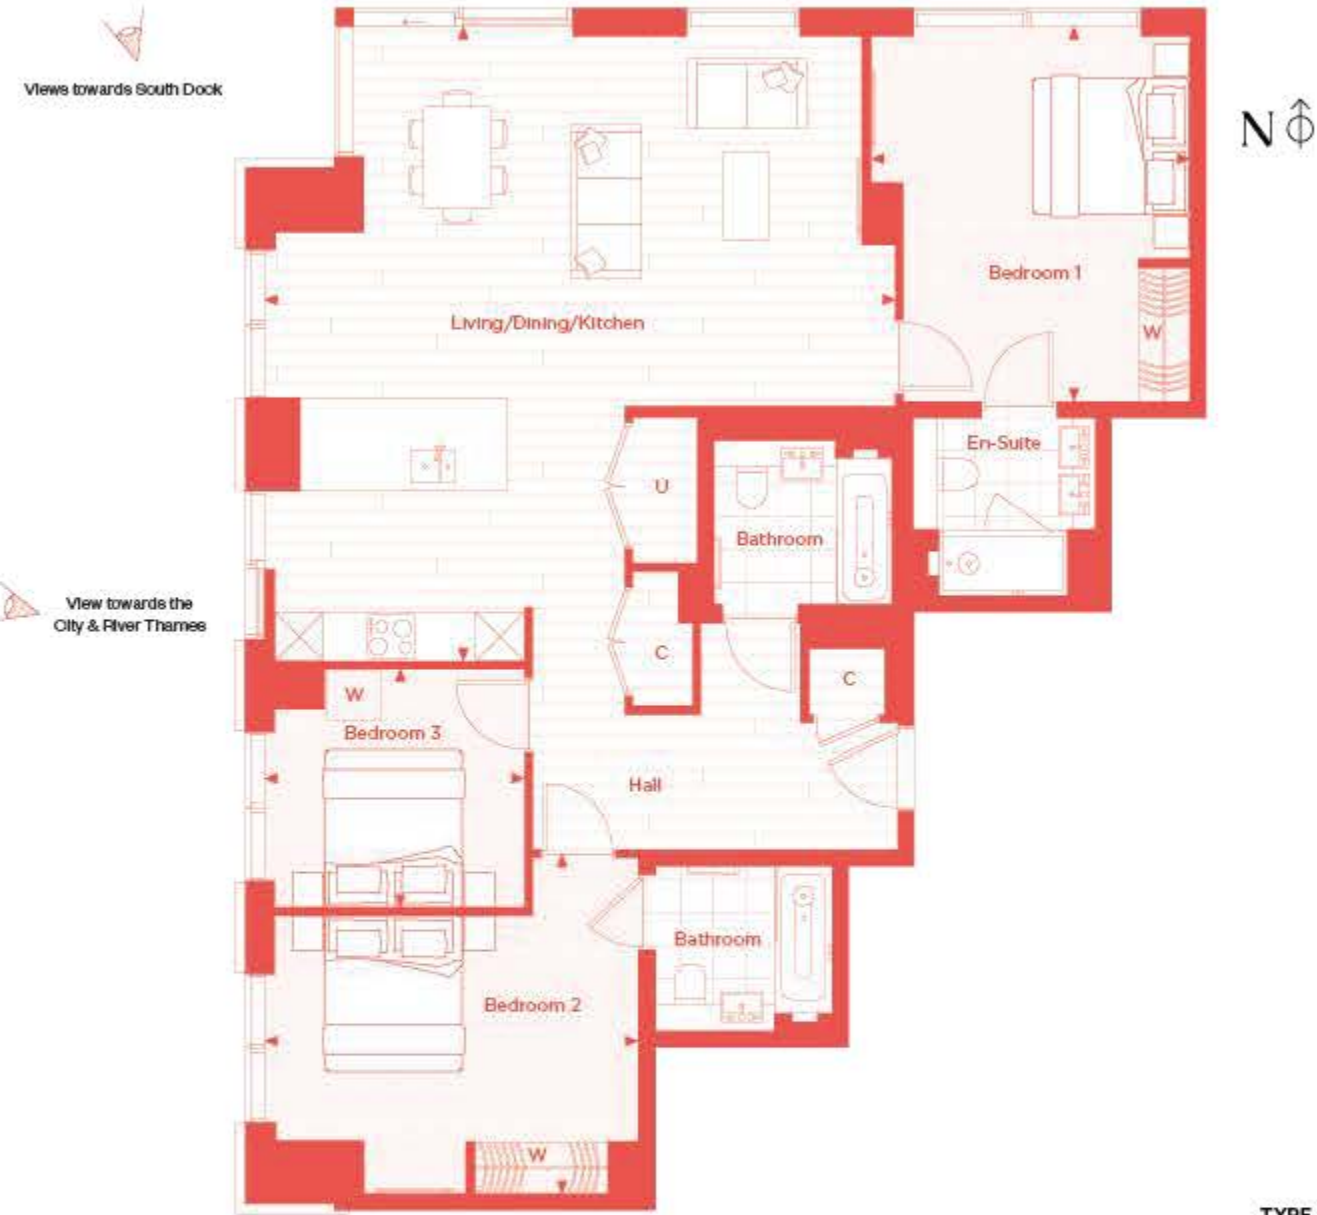 Views towards South Dock
N
Bedroom 1
Living/Dining/Kitchen
W
En-Suite
U
Bathroom
View towards the
City & River Thames
C
C
W
Bedroom 3
Hall
Bathroom
Bedroom 2
W
TYPE